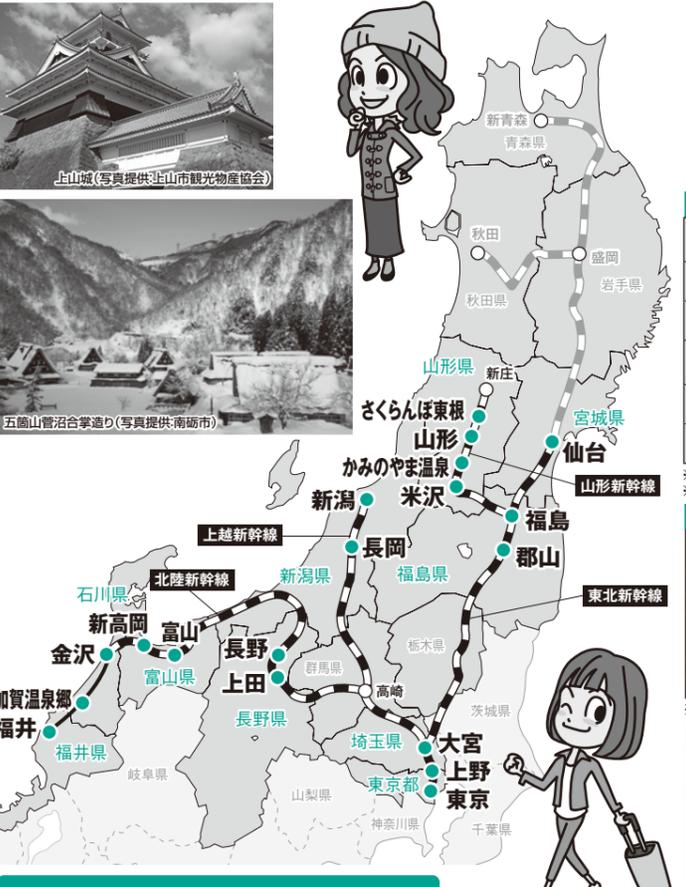 上山城(写真提供:上山市観光物産協会)
五箇山菅沼合掌造り(写真提供:南砺市)
新青森
青森県
秋田
盛岡
秋田県
岩手県
山形県
新庄
さくらんぼ東根
宮城県
山形
仙台
かみのやま温泉
山形新幹線
米沢
新潟
福島
上越新幹線
長岡
郡山
北陸新幹線
新潟県
福島県
石川県
東北新幹線
新高岡
富山
金沢
長野
群馬県
栃木県
富山県
上田
高崎
加賀温泉郷
長野県
茨城県
福井
埼玉県
大宮
福井県
上野
岐阜県
東京都
山梨県
東京
神奈川県
千葉県